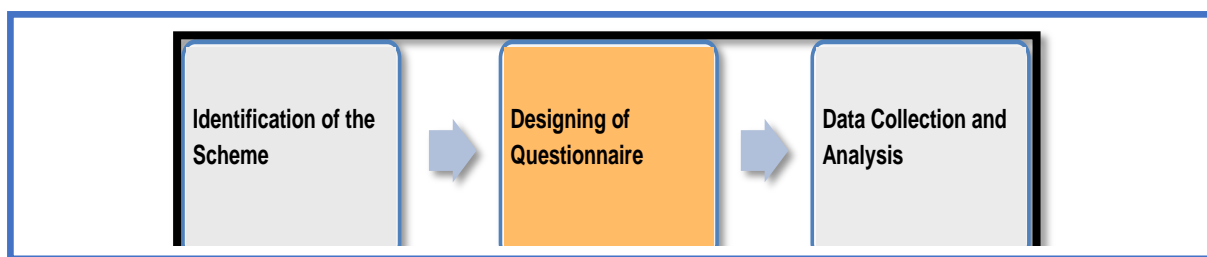 Identification of the
Scheme
Designing of
Questionnaire
Data Collection and
Analysis